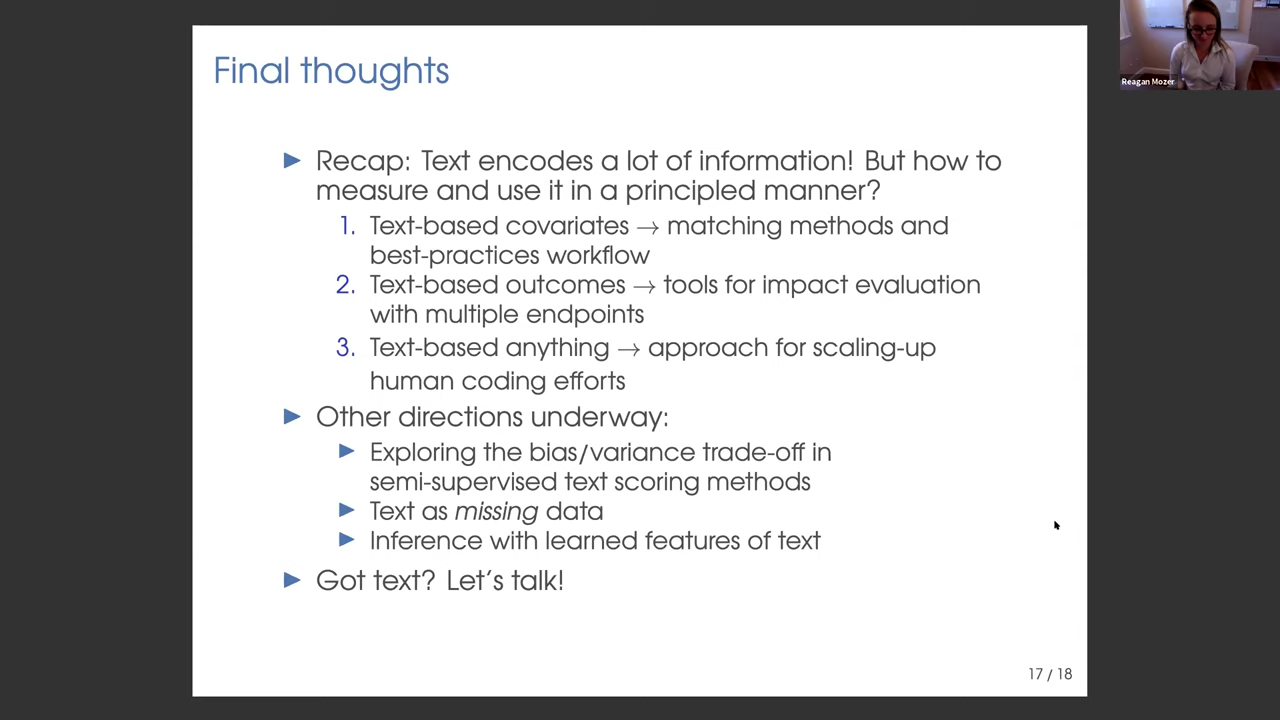 Final thoughts
Reagan Mozer
▶ Recap: Text encodes a lot of information! But how to
measure and use it in a principled manner?
1. Text-based covariates → matching methods and
best-practices workflow
2. Text-based outcomes → tools for impact evaluation
with multiple endpoints
3. Text-based anything → approach for scaling-up
human coding efforts
▶ Other directions underway:
▶ Exploring the bias/variance trade-off in
semi-supervised text scoring methods
▶ Text as missing data
▶ Inference with learned features of text
▶ Got text? Let's talk!
17 / 18